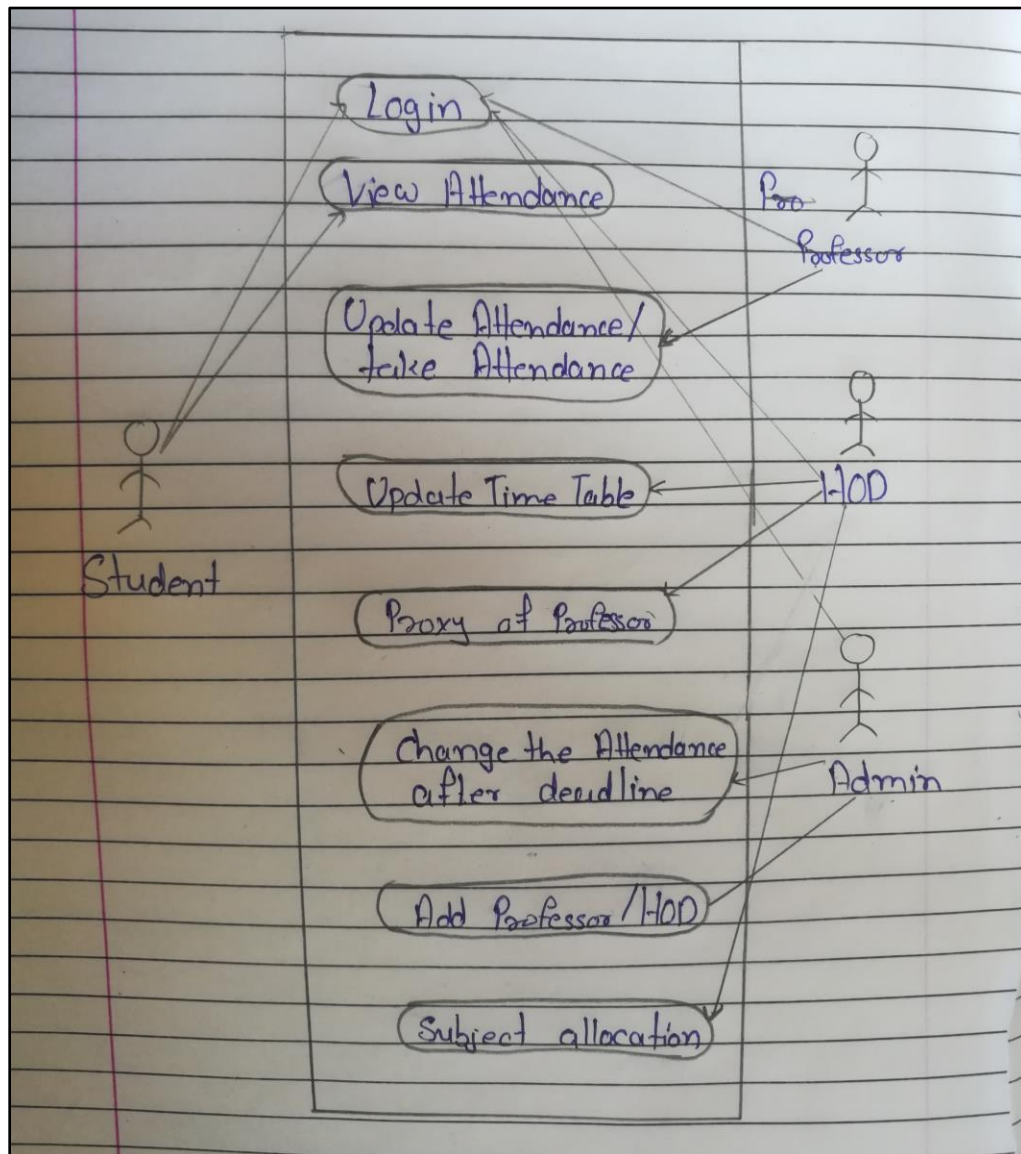 Login
View Attendance
Pro
Professor
Update Attendance/
take Attendance
Update Time Table
HOD
Student
Proxy of Professor
Change the Attendance
after deadline
Admin
Add Professor/HOD
Subject allocation